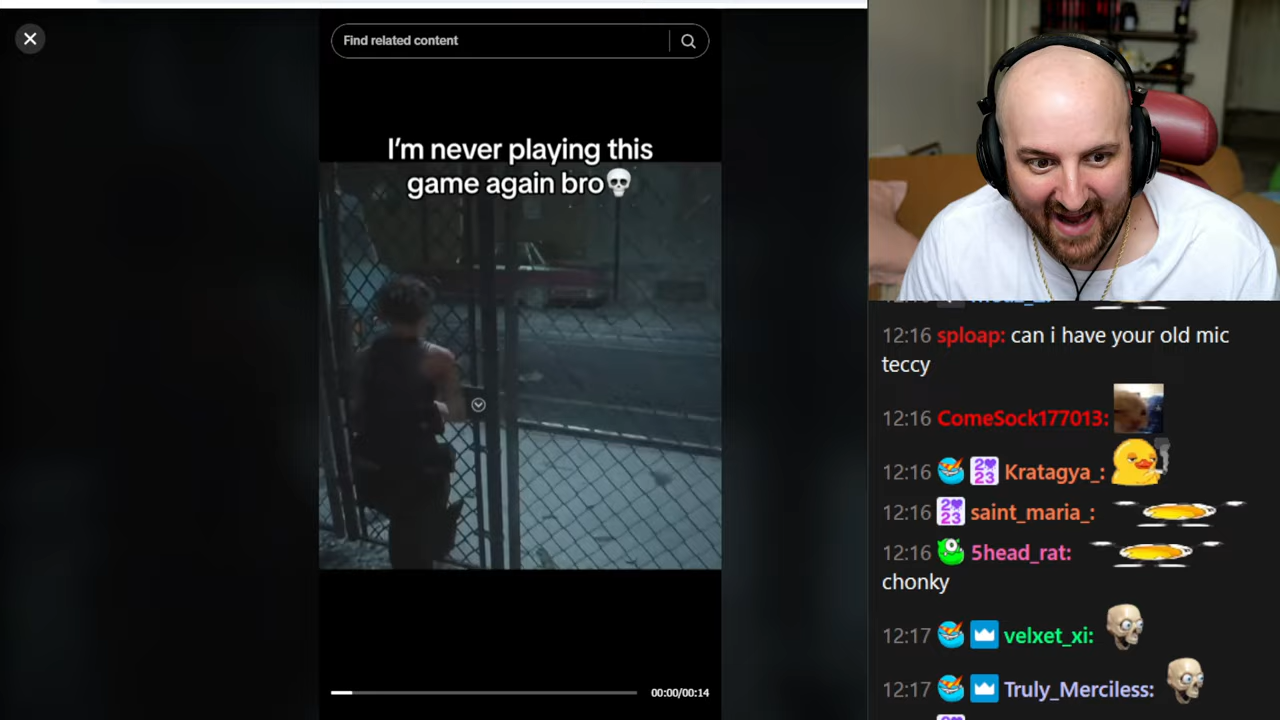 Find related content
I'm never playing this
game again bro💀
00:00/00:14
12:16 sploap: can i have your old mic
teccy
12:16 ComeSock177013:
12:16 Kratagya_:
12:16 saint_maria_:
12:16 5head_rat:
chonky
12:17 velxet_xi:
12:17 Truly_Merciless: